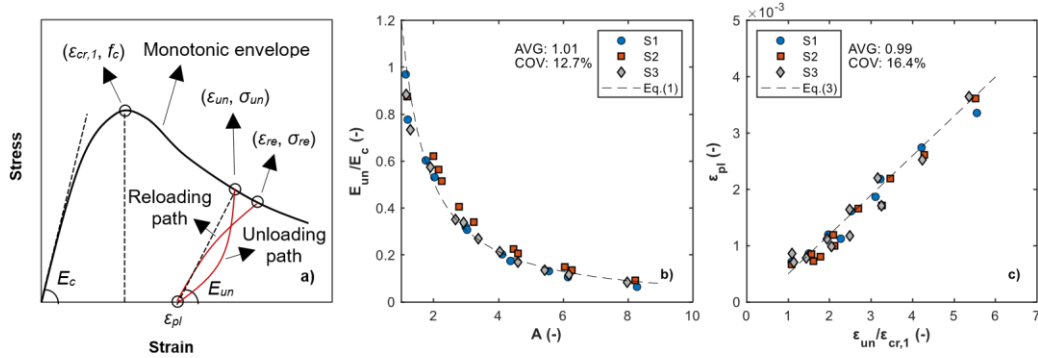 (εcr,1, fc)
Monotonic envelope
(εun, σun)
(εre, σre)
Reloading
path
Unloading
path
a)
Ec
Eun
εpl
Stress
Strain
AVG: 1.01
COV: 12.7%
S1
S2
S3
Eq.(1)
1
0.8
0.6
0.4
0.2
0
2
4
6
8
10
Eun/Ec (-)
A (-)
b)
×10-3
6
5
4
3
2
1
0
S1
S2
S3
Eq.(3)
AVG: 0.99
COV: 16.4%
0
1
2
3
4
5
6
7
εpl (-)
εun/εcr,1 (-)
c)